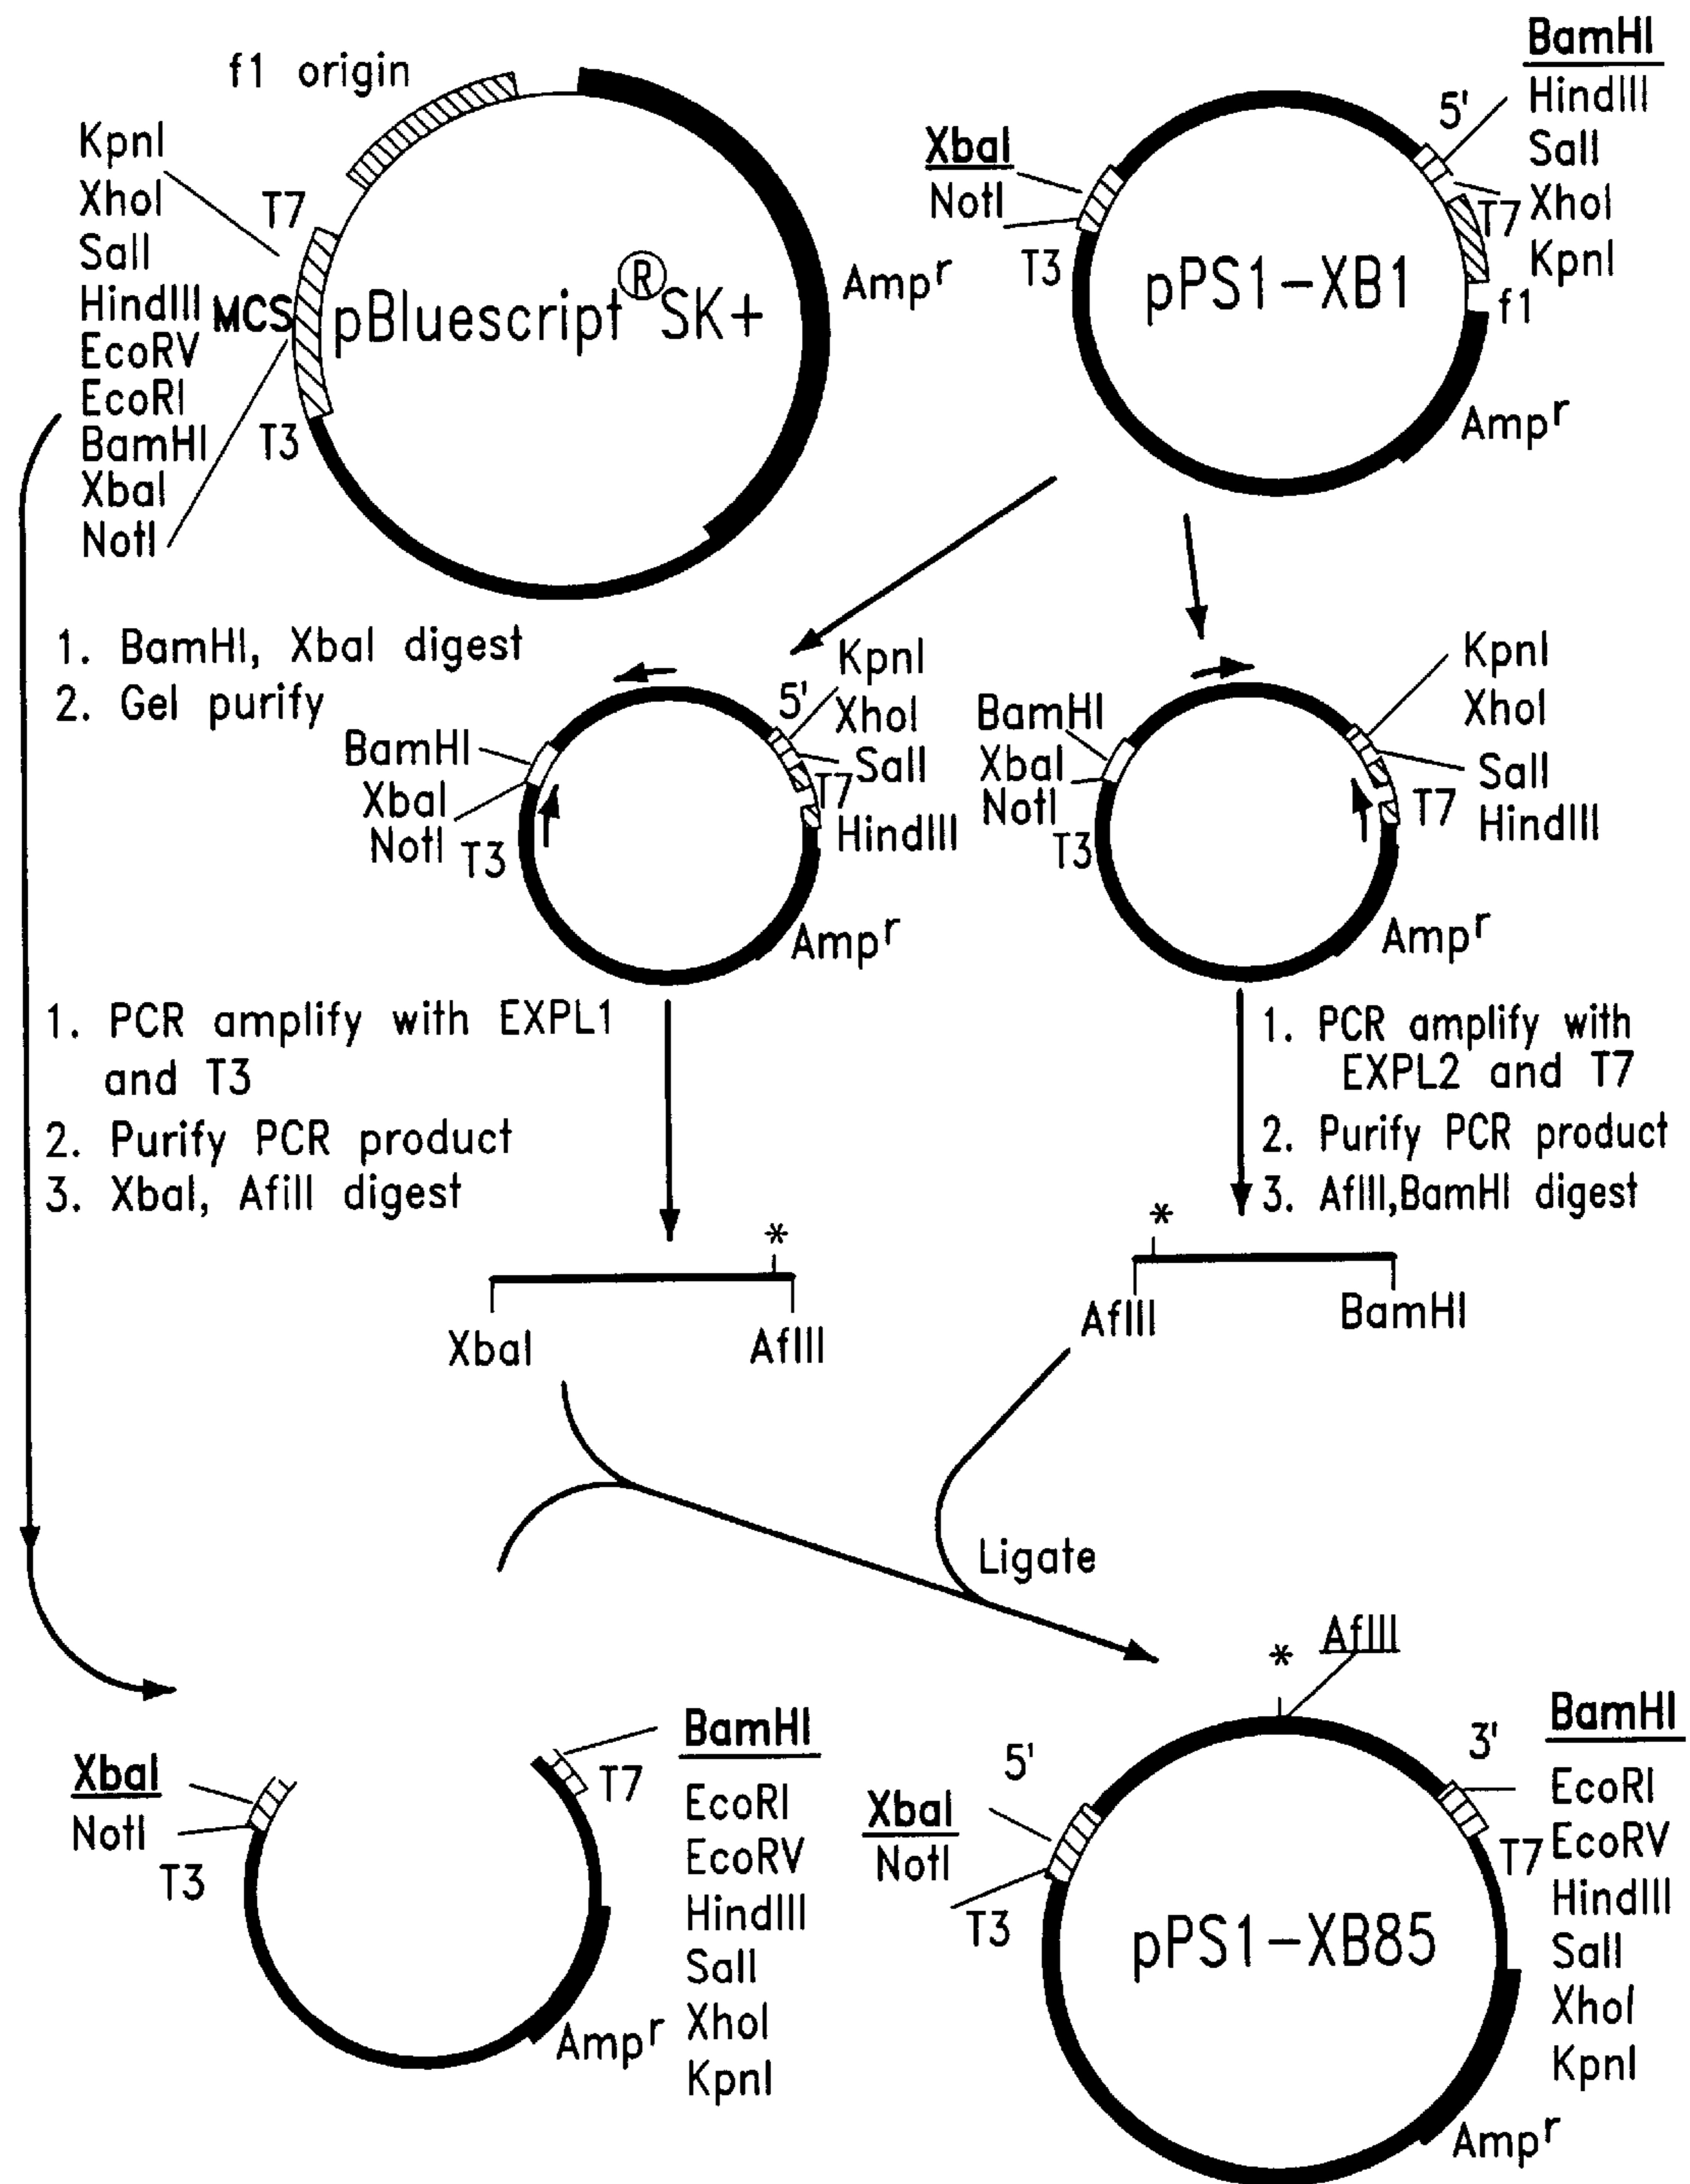 f1 origin
KpnI
XhoI
SalI
HindIII
EcoRV
EcoRI
BamHI
XbaI
NotI
T7
MCS
T3
pBluescript®SK+
Ampr
XbaI
NotI
T3
pPS1-XB1
5'
BamHI
HindIII
SalI
XhoI
KpnI
T7
f1
Ampr
1. BamHI, XbaI digest
2. Gel purify
BamHI
XbaI
NotI
T3
5'
KpnI
XhoI
SalI
T7
HindIII
Ampr
BamHI
XbaI
NotI
T3
KpnI
XhoI
SalI
T7
HindIII
Ampr
1. PCR amplify with EXPL1
and T3
2. Purify PCR product
3. XbaI, AfiII digest
1. PCR amplify with
EXPL2 and T7
2. Purify PCR product
3. AflII,BamHI digest
*
XbaI
AflII
*
AflII
BamHI
Ligate
XbaI
NotI
T3
T7
BamHI
EcoRI
EcoRV
HindIII
SalI
XhoI
KpnI
Ampr
* AflII
5'
XbaI
NotI
T3
pPS1-XB85
3'
BamHI
EcoRI
EcoRV
T7
HindIII
SalI
XhoI
KpnI
Ampr